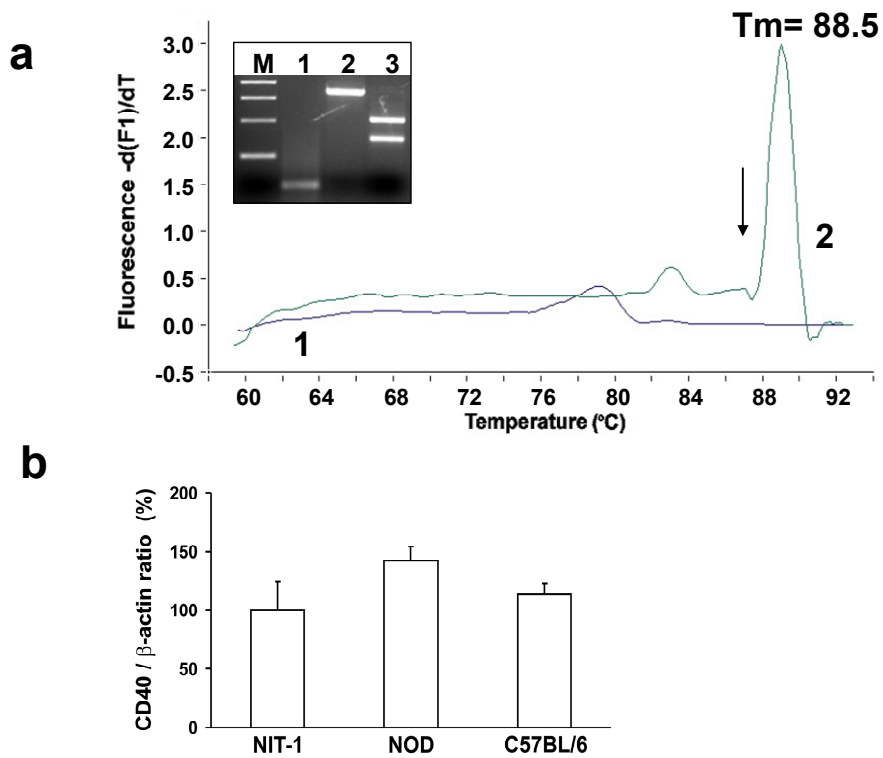 a
Tm= 88.5
Fluorescence -d(F1)/dT
3.0
2.5
2.0
1.5
1.0
0.5
0.0
-0.5
M 1 2 3
2
1
60 64 68 72 76 80 84 88 92
Temperature (ºC)
b
CD40 / β-actin ratio (%)
200
150
100
50
0
NIT-1 NOD C57BL/6